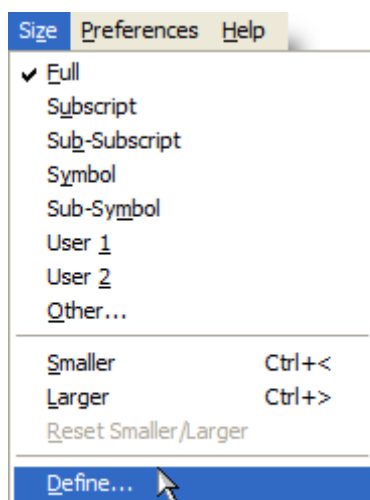 Size Preferences Help
Full
Subscript
Sub-Subscript
Symbol
Sub-Symbol
User 1
User 2
Other...
Smaller Ctrl+<
Larger Ctrl+>
Reset Smaller/Larger
Define...